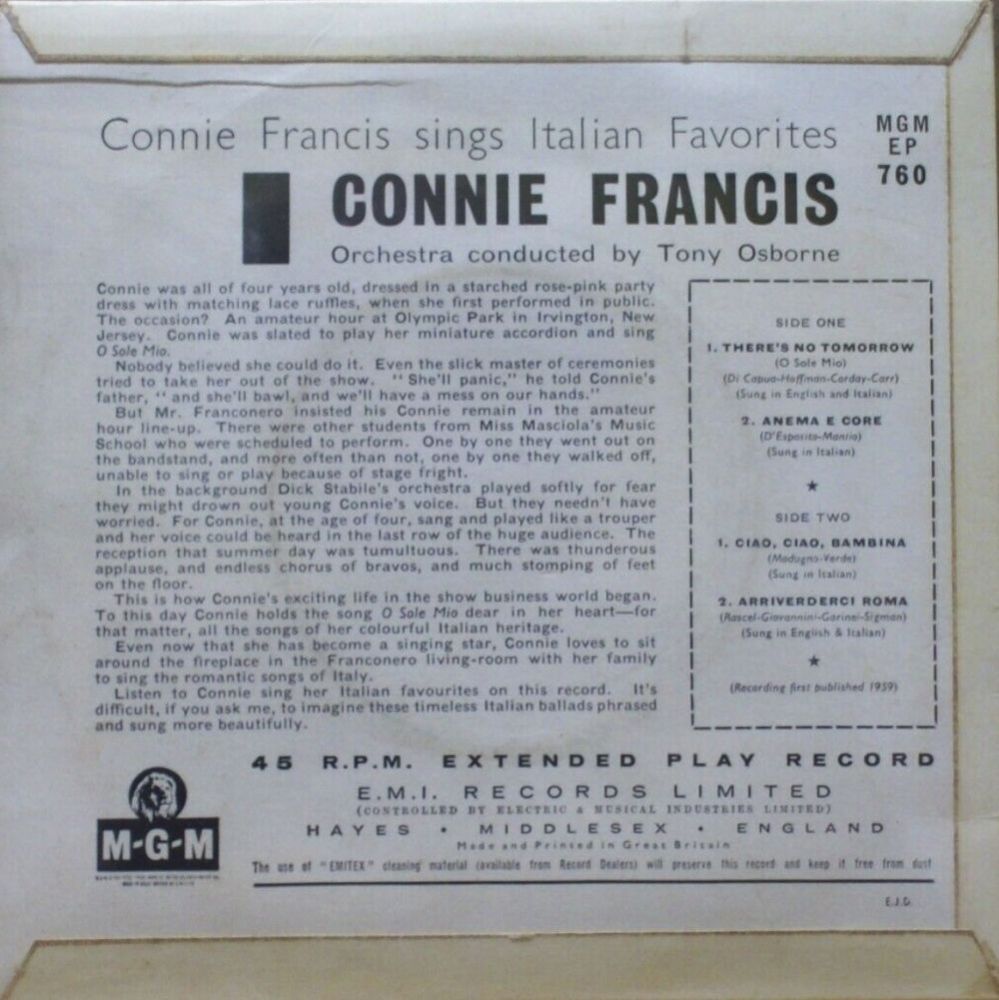 Connie Francis sings Italian Favorites
MGM
EP
760
CONNIE FRANCIS
Orchestra conducted by Tony Osborne
Connie was all of four years old, dressed in a starched rose-pink party
dress with matching lace ruffles, when she first performed in public.
The occasion? An amateur hour at Olympic Park in Irvington, New
Jersey. Connie was slated to play her miniature accordion and sing
O Sole Mio.
Nobody believed she could do it. Even the slick master of ceremonies
tried to take her out of the show. "She'll panic," he told Connie's
father, "and she'll bawl, and we'll have a mess on our hands."
But Mr. Franconero insisted his Connie remain in the amateur
hour line-up. There were other students from Miss Masciola's Music
School who were scheduled to perform. One by one they went out on
the bandstand, and more often than not, one by one they walked off,
unable to sing or play because of stage fright.
In the background Dick Stabile's orchestra played softly for fear
they might drown out young Connie's voice. But they needn't have
worried. For Connie, at the age of four, sang and played like a trouper
and her voice could be heard in the last row of the huge audience. The
reception that summer day was tumultuous. There was thunderous
applause, and endless chorus of bravos, and much stomping of feet
on the floor.
This is how Connie's exciting life in the show business world began.
To this day Connie holds the song O Sole Mio dear in her heart—for
that matter, all the songs of her colourful Italian heritage.
Even now that she has become a singing star, Connie loves to sit
around the fireplace in the Franconero living-room with her family
to sing the romantic songs of Italy.
Listen to Connie sing her Italian favourites on this record. It's
difficult, if you ask me, to imagine these timeless Italian ballads phrased
and sung more beautifully.
SIDE ONE
1. THERE'S NO TOMORROW
(O Sole Mio)
(Di Capua-Hoffman-Corday-Carr)
(Sung in English and Italian)
2. ANEMA E CORE
(D'Esposito-Manlio)
(Sung in Italian)
★
SIDE TWO
1. CIAO, CIAO, BAMBINA
(Modugno-Verde)
(Sung in Italian)
2. ARRIVERDERCI ROMA
(Rascel-Giovannini-Garinei-Sigman)
(Sung in English & Italian)
★
(Recording first published 1959)
45 R.P.M. EXTENDED PLAY RECORD
E.M.I. RECORDS LIMITED
(CONTROLLED BY ELECTRIC & MUSICAL INDUSTRIES LIMITED)
HAYES • MIDDLESEX • ENGLAND
Made and Printed in Great Britain
M-G-M
The use of "EMITEX" cleaning material (available from Record Dealers) will preserve this record and keep it free from dust
E.J.D.